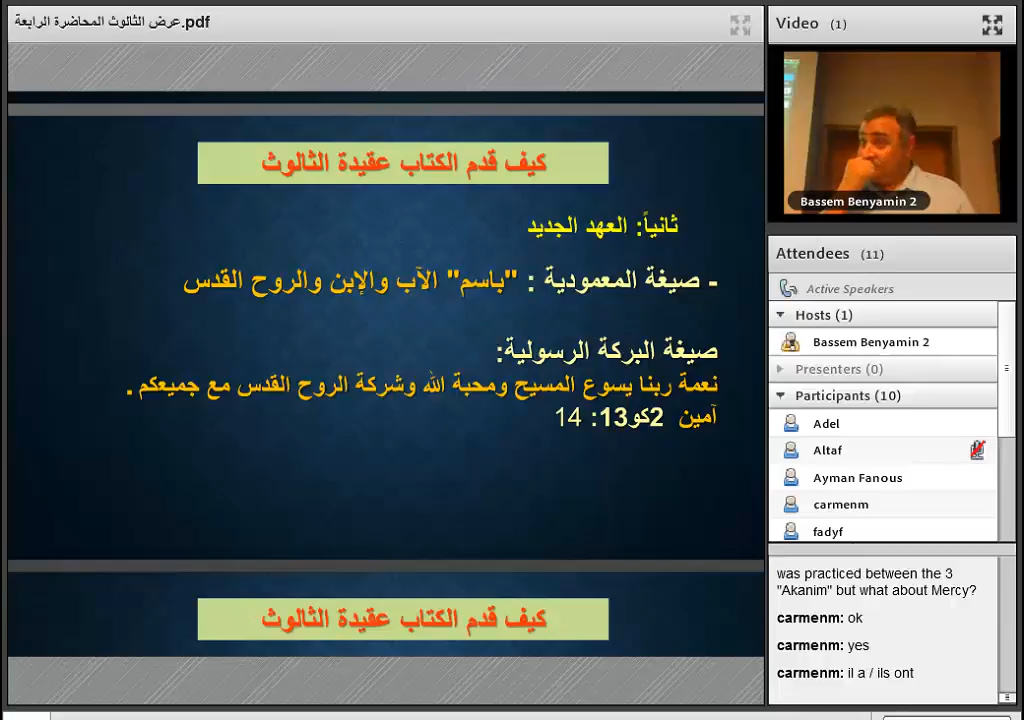 عرض الثالوث المحاضرة الرابعة.pdf
كيف قدم الكتاب عقيدة الثالوث
ثانياً: العهد الجديد
- صيغة المعمودية : "باسم" الآب والإبن والروح القدس
صيغة البركة الرسولية:
نعمة ربنا يسوع المسيح ومحبة الله وشركة الروح القدس مع جميعكم .
آمين 2كو13: 14
كيف قدم الكتاب عقيدة الثالوث
Video (1)
Bassem Benyamin 2
Attendees (11)
Active Speakers
Hosts (1)
Bassem Benyamin 2
Presenters (0)
Participants (10)
Adel
Altaf
Ayman Fanous
carmenm
fadyf
was practiced between the 3
"Akanim" but what about Mercy?
carmenm: ok
carmenm: yes
carmenm: il a / ils ont